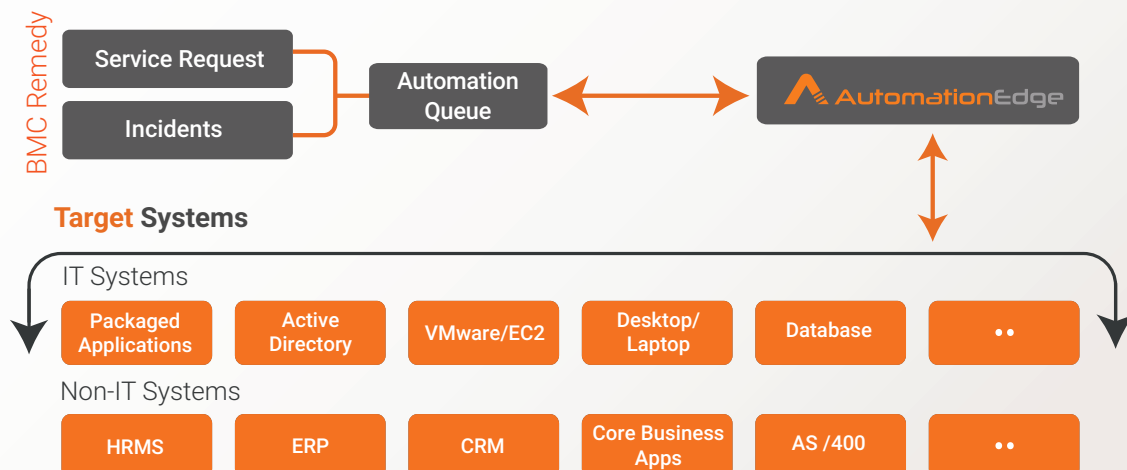 BMC Remedy
Service Request
Incidents
Automation
Queue
AutomationEdge
Target Systems
IT Systems
Packaged
Applications
Active
Directory
VMware/EC2
Desktop/
Laptop
Database
••
Non-IT Systems
HRMS
ERP
CRM
Core Business
Apps
AS /400
••